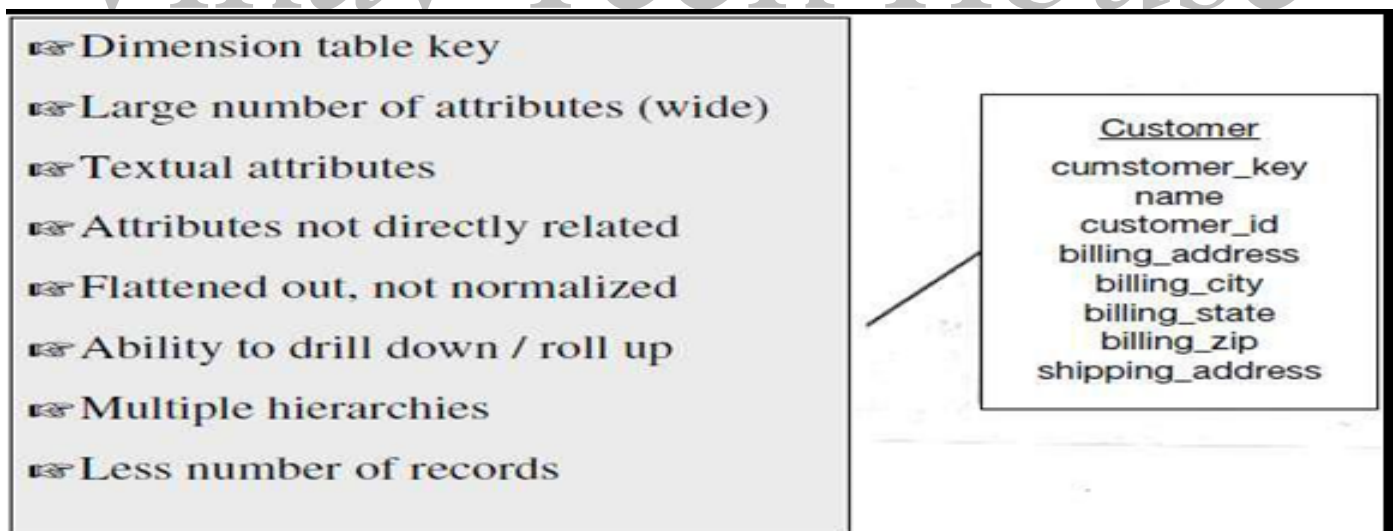 ☞Dimension table key
☞Large number of attributes (wide)
☞Textual attributes
☞Attributes not directly related
☞Flattened out, not normalized
☞Ability to drill down / roll up
☞Multiple hierarchies
☞Less number of records
Customer
cumstomer_key
name
customer_id
billing_address
billing_city
billing_state
billing_zip
shipping_address